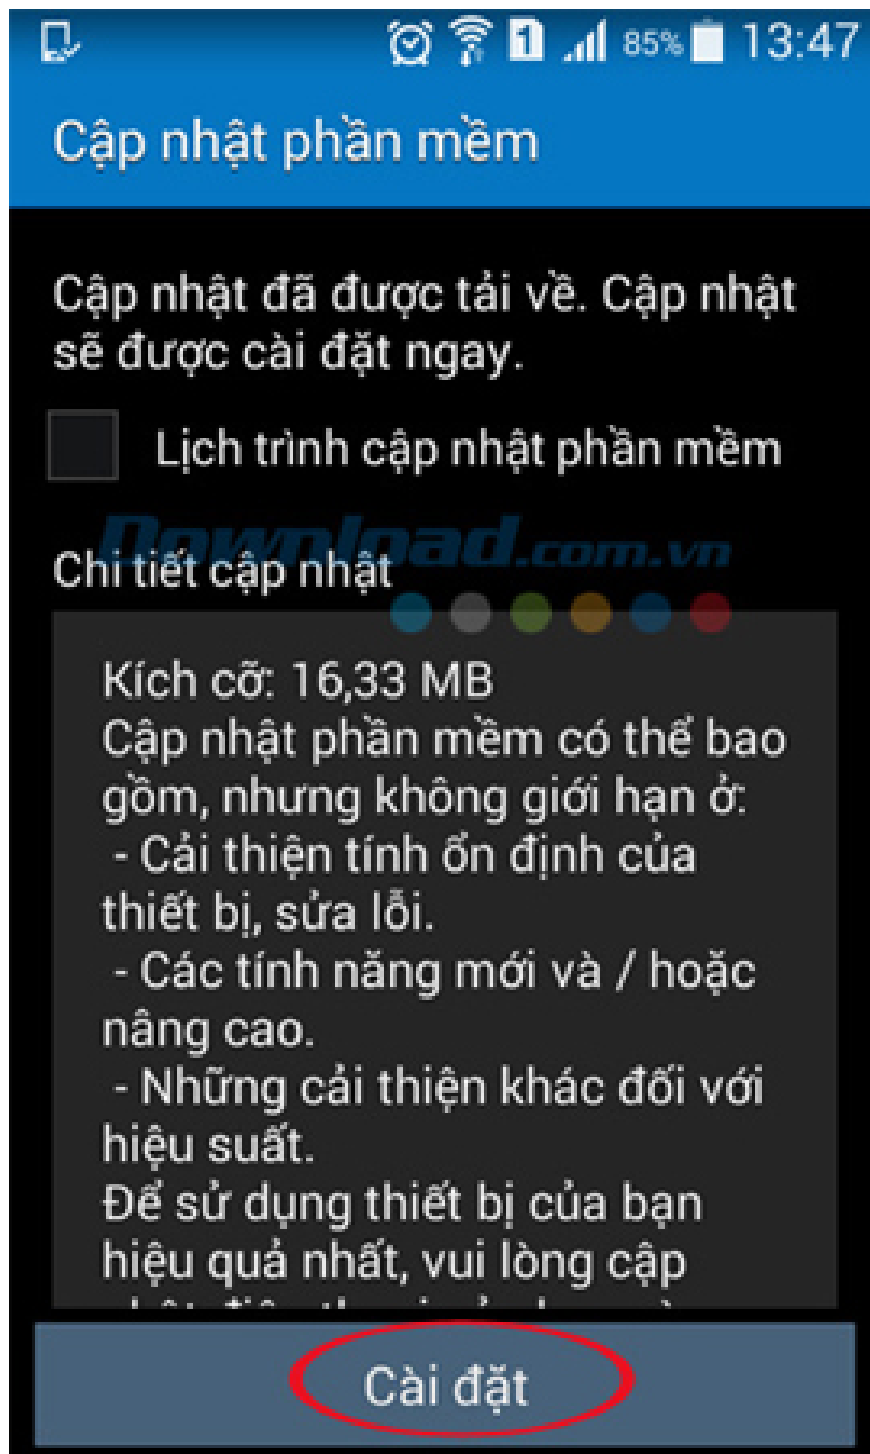 1 85% 13:47
Cập nhật phần mềm
Cập nhật đã được tải về. Cập nhật
sẽ được cài đặt ngay.
Lịch trình cập nhật phần mềm
Download.com.vn
Chi tiết cập nhật
Kích cỡ: 16,33 MB
Cập nhật phần mềm có thể bao
gồm, nhưng không giới hạn ở:
- Cải thiện tính ổn định của
thiết bị, sửa lỗi.
- Các tính năng mới và / hoặc
nâng cao.
- Những cải thiện khác đối với
hiệu suất.
Để sử dụng thiết bị của bạn
hiệu quả nhất, vui lòng cập
Cài đặt